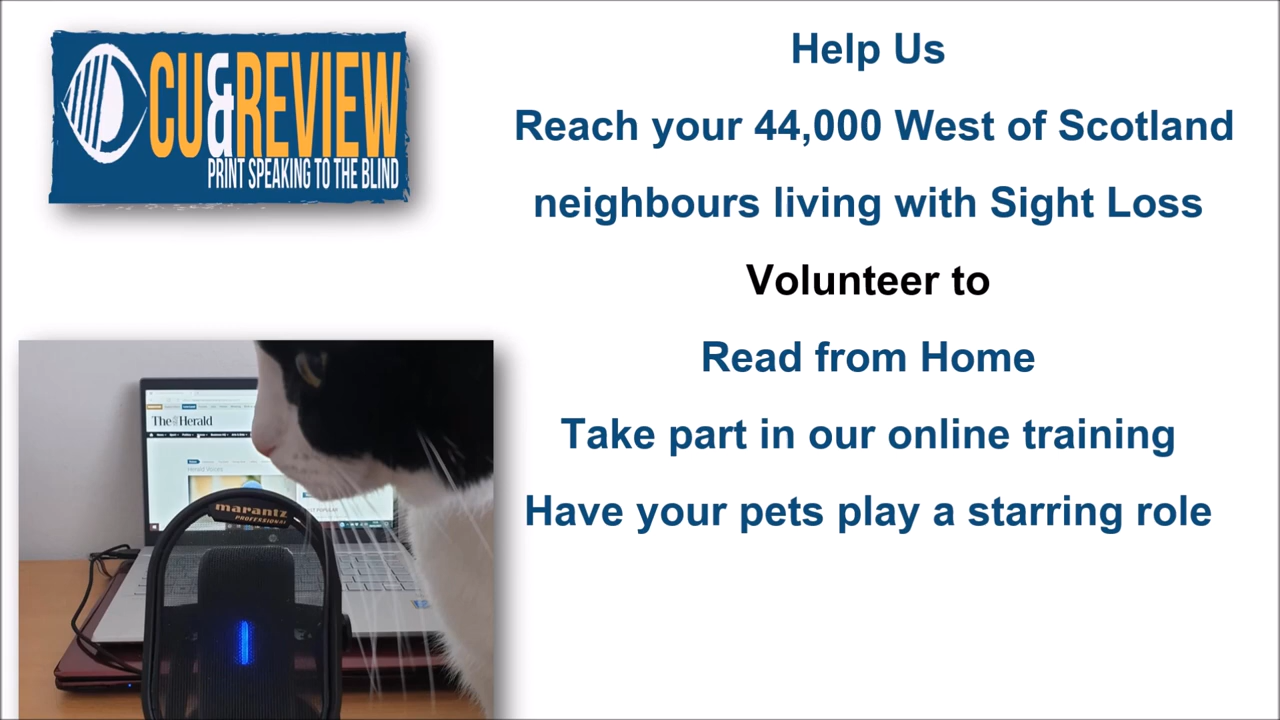 CU&REVIEW
PRINT SPEAKING TO THE BLIND
Help Us
Reach your 44,000 West of Scotland
neighbours living with Sight Loss
Volunteer to
Read from Home
Take part in our online training
Have your pets play a starring role
The Herald
marantz
PROFESSIONAL